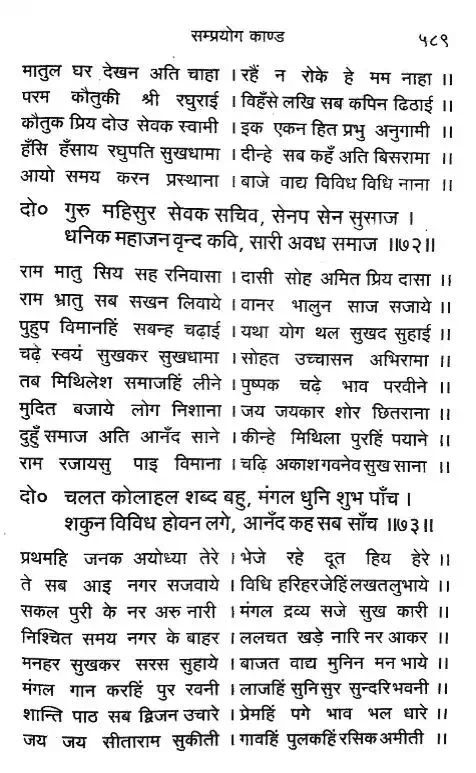 सम्प्रयोग काण्ड ५८९
मातुल घर देखन अति चाहा । रहैं न रोके हे मम नाहा ।।
परम कौतुकी श्री रघुराई । विहँसे लखि सब कपिन ढिठाई ।।
कौतुक प्रिय दोउ सेवक स्वामी । इक एकन हित प्रभु अनुगामी ।।
हँसि हँसाय रघुपति सुखधामा । दीन्हे सब कहँ अति बिसरामा ।।
आयो समय करन प्रस्थाना । बाजे वाद्य विविध विधि नाना ।।
दो० गुरु महिसुर सेवक सचिव, सेनप सेन सुसाज ।
धनिक महाजन वृन्द कवि, सारी अवध समाज ।।७२।।
राम मातु सिय सह रनिवासा । दासी सोह अमित प्रिय दासा ।।
राम भ्रातु सब सखन लिवाये । वानर भालुन साज सजाये ।।
पुहुप विमानहिं सबन्ह चढ़ाई । यथा योग थल सुखद सुहाई ।।
चढ़े स्वयं सुखकर सुखधामा । सोहत उच्चासन अभिरामा ।।
तब मिथिलेश समाजहिं लीने । पुष्पक चढ़े भाव परवीने ।।
मुदित बजाये लोग निशाना । जय जयकार शोर छितराना ।।
दुहुँ समाज अति आनँद साने । कीन्हे मिथिला पुरहिं पयाने ।।
राम रजायसु पाइ विमाना । चढ़ि अकाश गवनेव सुख साना ।।
दो० चलत कोलाहल शब्द बहु, मंगल धुनि शुभ पाँच ।
शकुन विविध होवन लगे, आनँद कह सब साँच ।।७३।।
प्रथमहि जनक अयोध्या तेरे । भेजे रहे दूत हिय हेरे ।।
ते सब आइ नगर सजवाये । विधि हरिहर जेहिं लखत लुभाये ।।
सकल पुरी के नर अरु नारी । मंगल द्रव्य सजे सुख कारी ।।
निश्चित समय नगर के बाहर । ललचत खड़े नारि नर आकर ।।
मनहर सुखकर सरस सुहाये । बाजत वाद्य मुनिन मन भाये ।।
मंगल गान करहिं पुर रवनी । लाजहिं सुनि सुर सुन्दरि भवनी ।।
शान्ति पाठ सब द्विजन उचारे । प्रेमहिं पगे भाव भल धारे ।।
जय जय सीताराम सुकीती । गावहिं पुलकहिं रसिक अमीती ।।